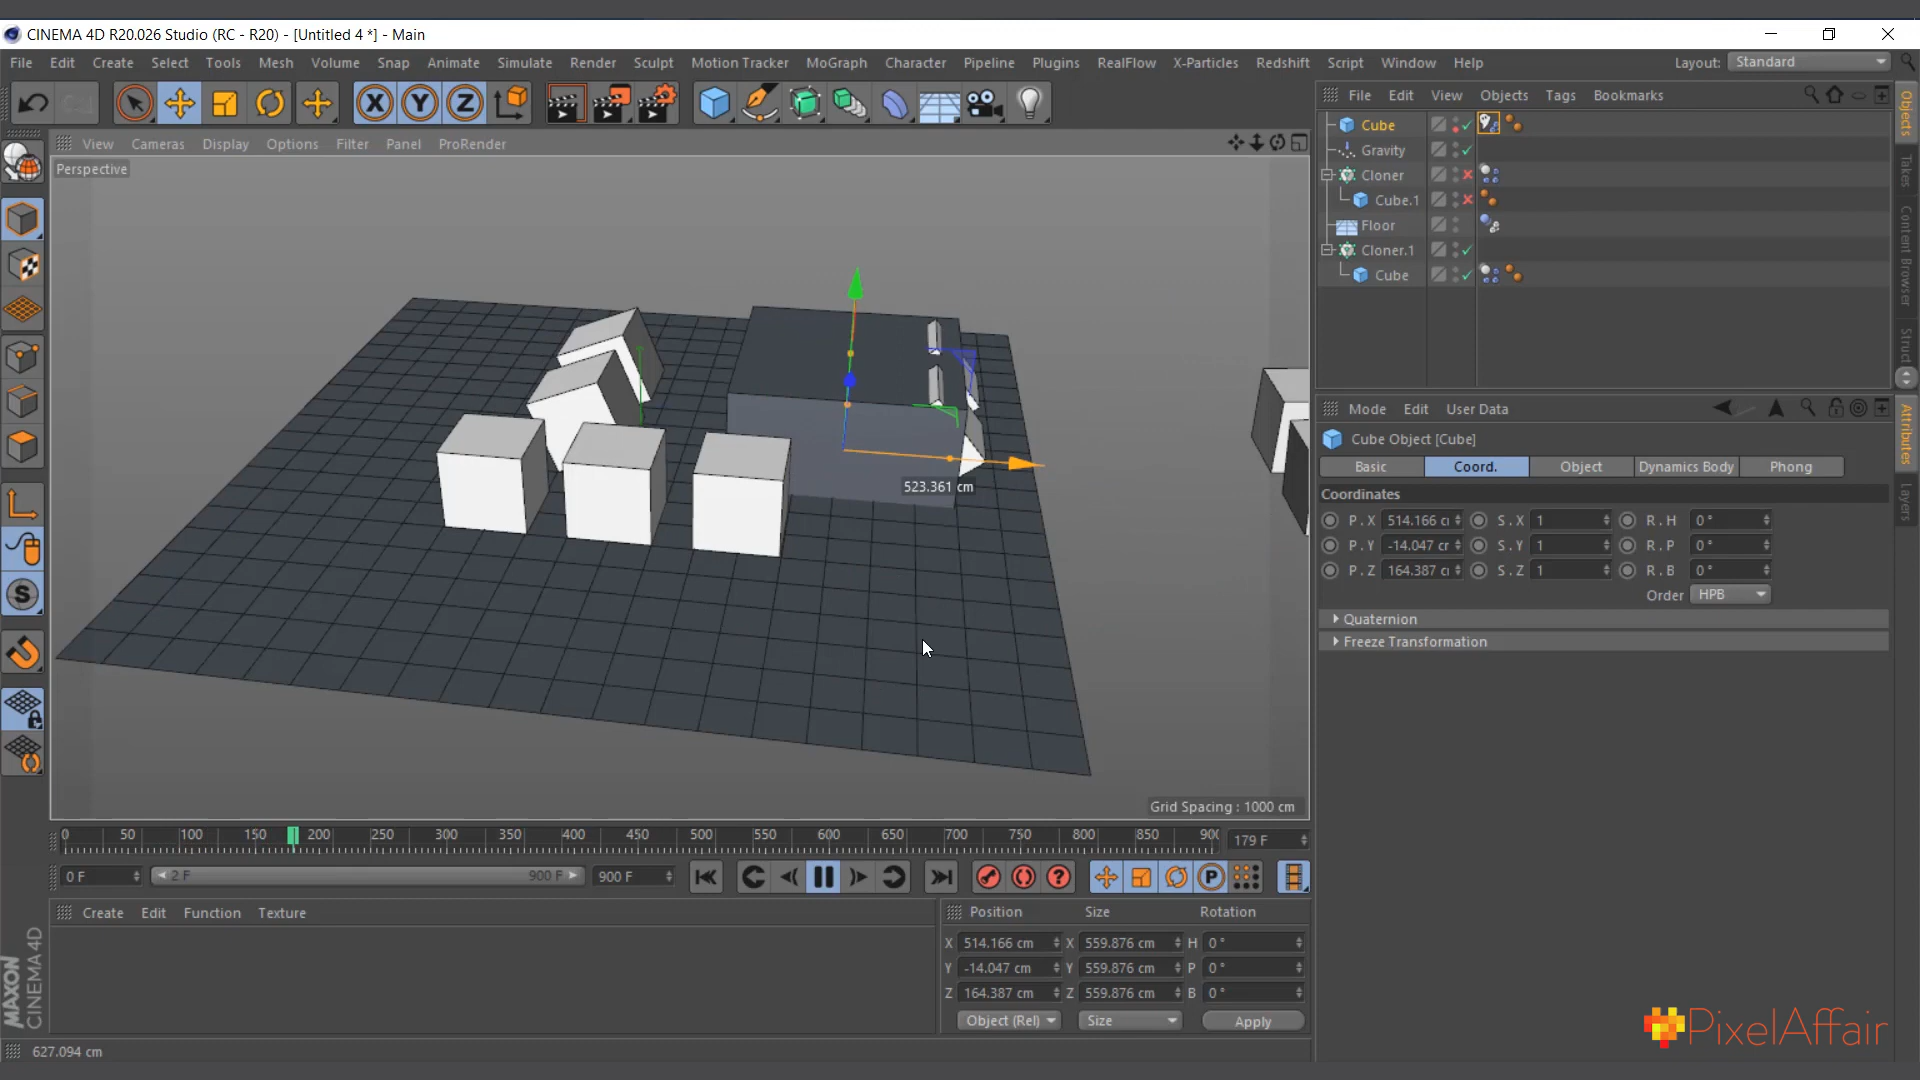 CINEMA 4D R20.026 Studio (RC - R20) - [Untitled 4 *] - Main
File Edit Create Select Tools Mesh Volume Snap Animate Simulate Render Sculpt Motion Tracker MoGraph Character Pipeline Plugins RealFlow X-Particles Redshift Script Window Help Layout: Standard
File Edit View Objects Tags Bookmarks
View Cameras Display Options Filter Panel ProRender
Perspective
Cube
Gravity
Cloner
Cube.1
Floor
Cloner.1
Cube
Objects
Takes
Content Browser
Struct
Attributes
Layers
Mode Edit User Data
Cube Object [Cube]
Basic Coord. Object Dynamics Body Phong
Coordinates
P . X 514.166 S . X 1 R . H 0 °
P . Y -14.047 S . Y 1 R . P 0 °
P . Z 164.387 S . Z 1 R . B 0 °
Order HPB
Quaternion
Freeze Transformation
523.361 cm
Grid Spacing : 1000 cm
0 50 100 150 200 250 300 350 400 450 500 550 600 650 700 750 800 850 179 F
0 F 2 F 900 F 900 F
Create Edit Function Texture
Position Size Rotation
X 514.166 cm X 559.876 cm H 0 °
Y -14.047 cm Y 559.876 cm P 0 °
Z 164.387 cm Z 559.876 cm B 0 °
Object (Rel) Size Apply
MAXON
CINEMA 4D
627.094 cm
PixelAffair